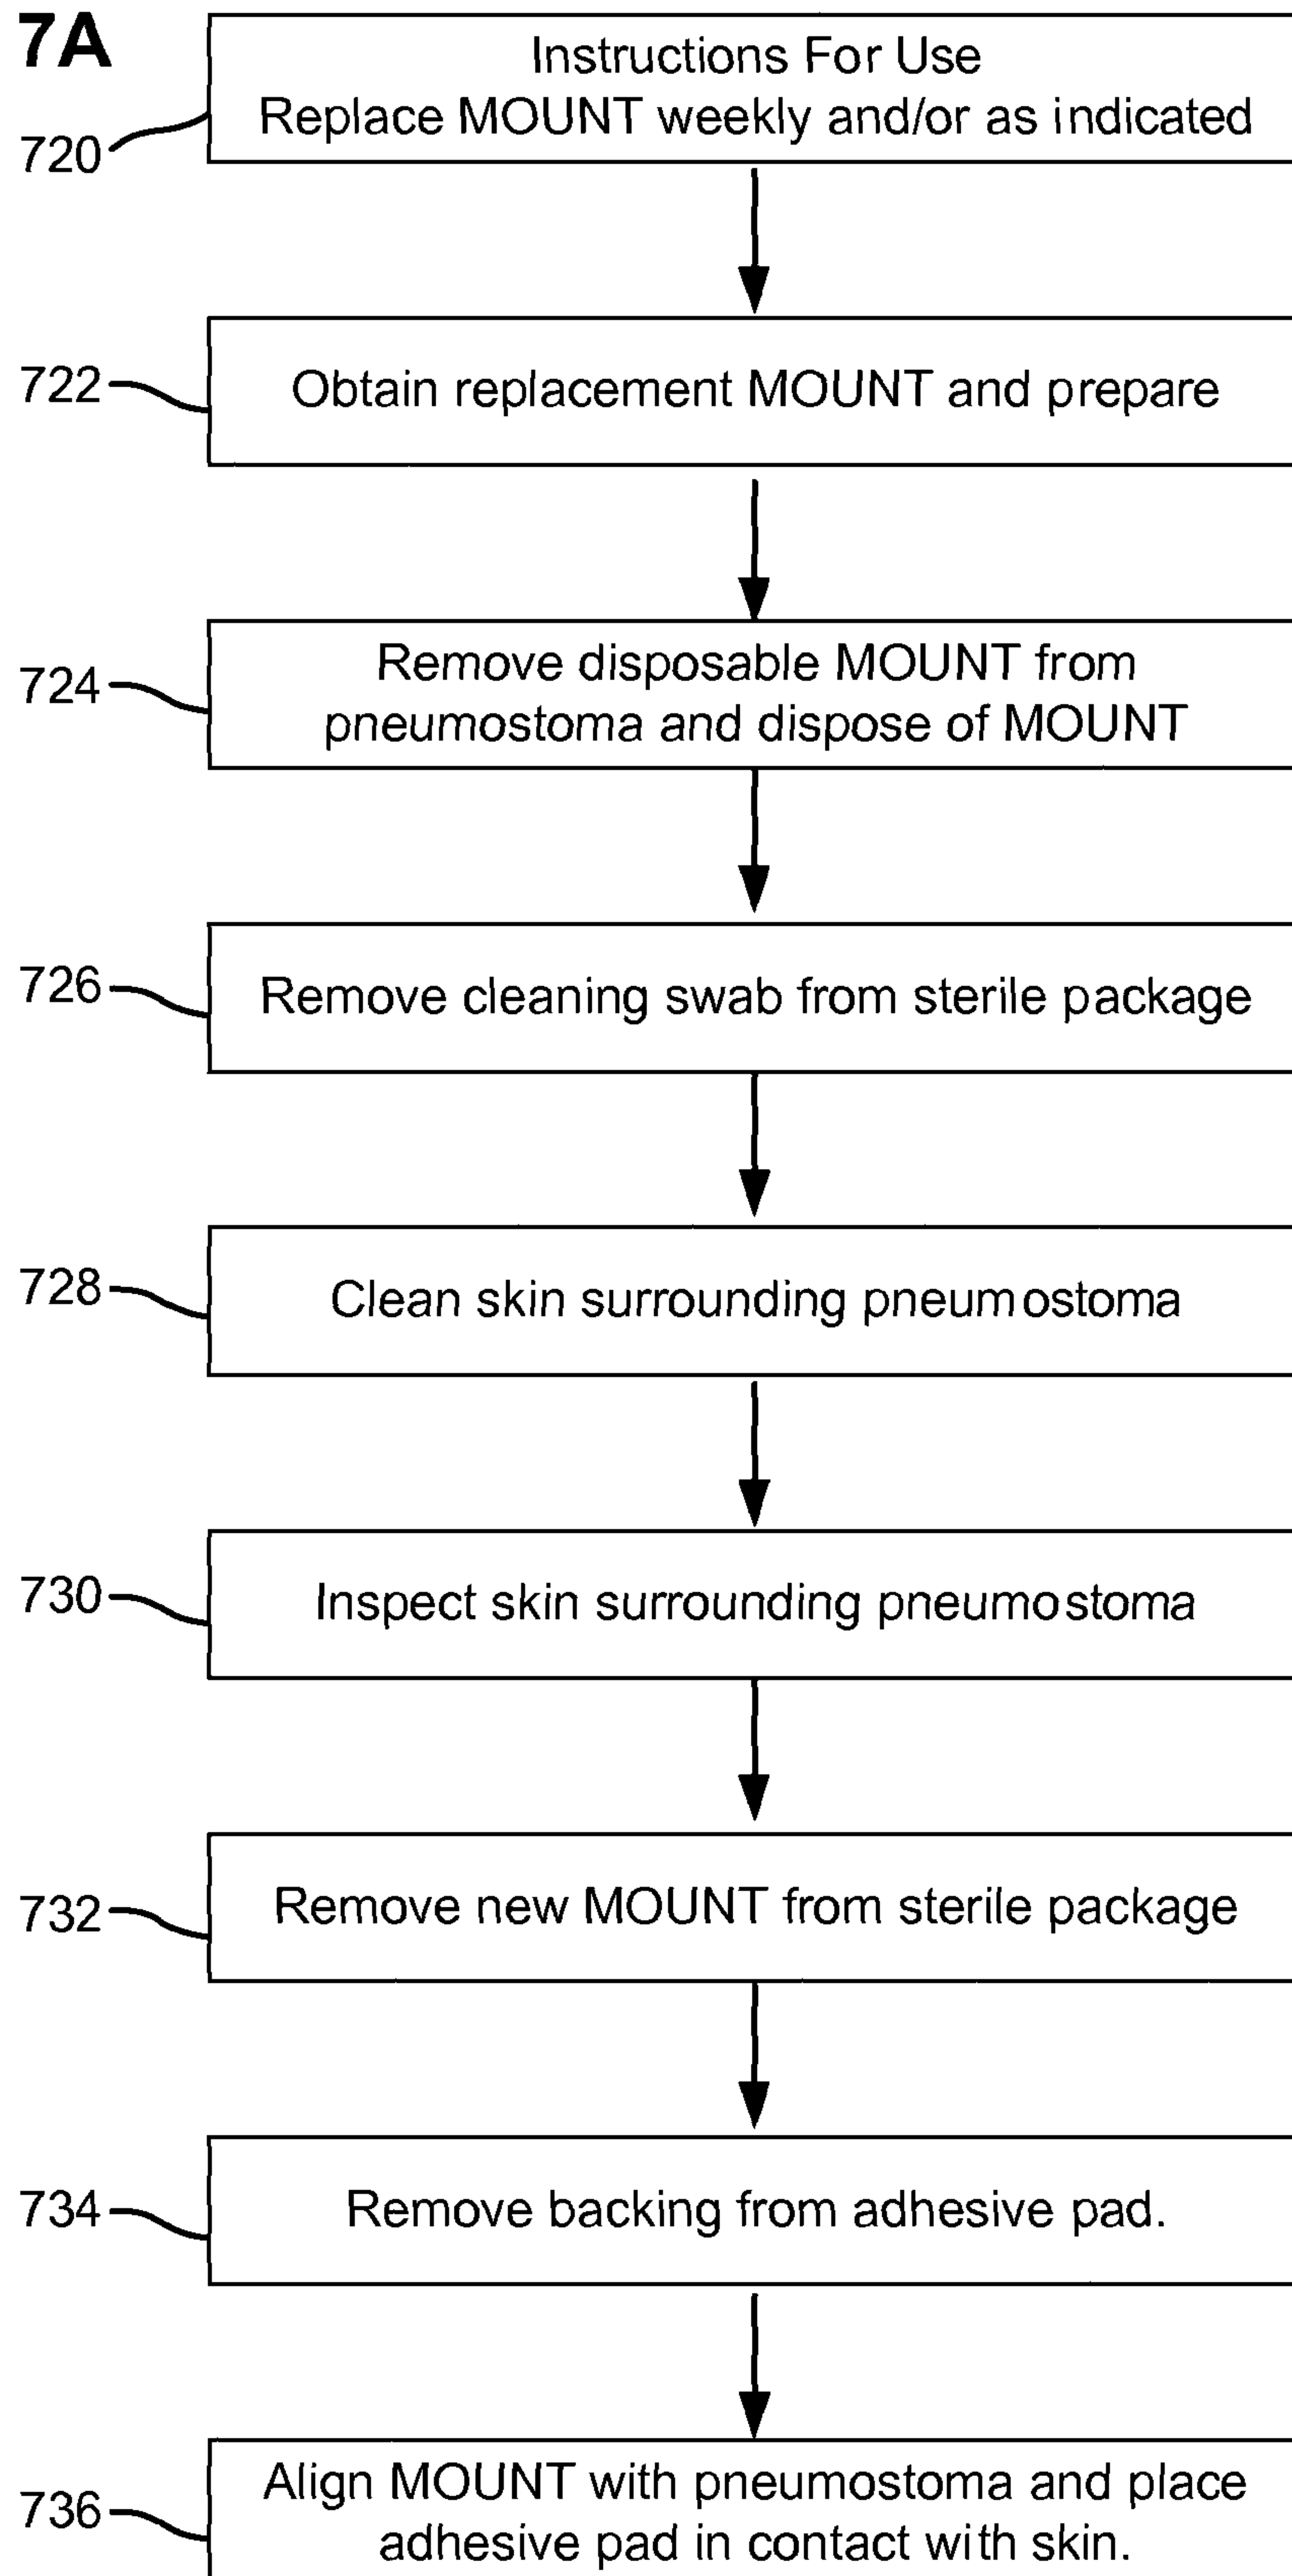 7A
Instructions For Use
Replace MOUNT weekly and/or as indicated
720
722
Obtain replacement MOUNT and prepare
724
Remove disposable MOUNT from
pneumostoma and dispose of MOUNT
726
Remove cleaning swab from sterile package
728
Clean skin surrounding pneumostoma
730
Inspect skin surrounding pneumostoma
732
Remove new MOUNT from sterile package
734
Remove backing from adhesive pad.
736
Align MOUNT with pneumostoma and place
adhesive pad in contact with skin.